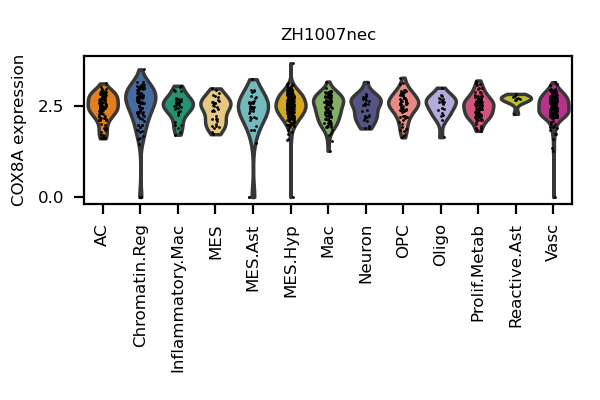 ZH1007nec
COX8A expression
2.5
0.0
AC
Chromatin.Reg
Inflammatory.Mac
MES
MES.Ast
MES.Hyp
Mac
Neuron
OPC
Oligo
Prolif.Metab
Reactive.Ast
Vasc